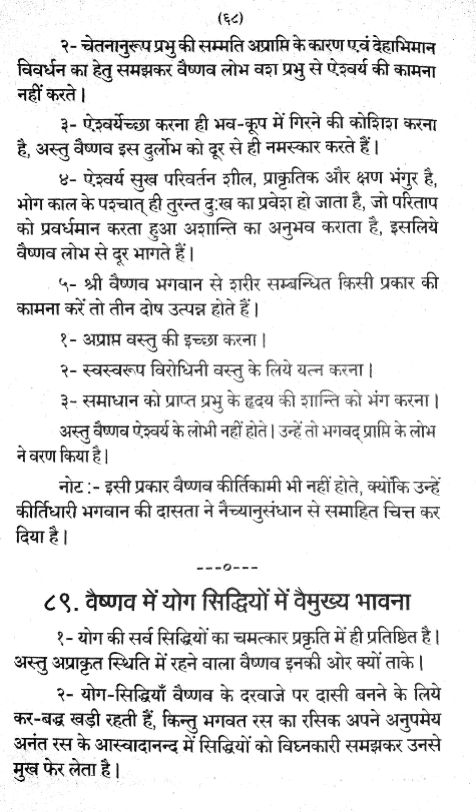 (६८)
२- चेतनानुरूप प्रभु की सम्मति अप्राप्ति के कारण एवं देहाभिमान
विवर्धन का हेतु समझकर वैष्णव लोभ वश प्रभु से ऐश्वर्य की कामना
नहीं करते।
३- ऐश्वर्येच्छा करना ही भव-कूप में गिरने की कोशिश करना
है, अस्तु वैष्णव इस दुर्लोभ को दूर से ही नमस्कार करते हैं।
४- ऐश्वर्य सुख परिवर्तन शील, प्राकृतिक और क्षण भंगुर है,
भोग काल के पश्चात् ही तुरन्त दुःख का प्रवेश हो जाता है, जो परिताप
को प्रवर्धमान करता हुआ अशान्ति का अनुभव कराता है, इसलिये
वैष्णव लोभ से दूर भागते हैं।
५- श्री वैष्णव भगवान से शरीर सम्बन्धित किसी प्रकार की
कामना करें तो तीन दोष उत्पन्न होते हैं।
१- अप्राप्त वस्तु की इच्छा करना।
२- स्वस्वरूप विरोधिनी वस्तु के लिये यत्न करना।
३- समाधान को प्राप्त प्रभु के हृदय की शान्ति को भंग करना।
अस्तु वैष्णव ऐश्वर्य के लोभी नहीं होते। उन्हें तो भगवद् प्राप्ति के लोभ
ने वरण किया है।
नोट :- इसी प्रकार वैष्णव कीर्तिकामी भी नहीं होते, क्योंकि उन्हें
कीर्तिधारी भगवान की दासता ने नैच्यानुसंधान से समाहित चित्त कर
दिया है।
---०---
८९. वैष्णव में योग सिद्धियों में वैमुख्य भावना
१- योग की सर्व सिद्धियों का चमत्कार प्रकृति में ही प्रतिष्ठित है।
अस्तु अप्राकृत स्थिति में रहने वाला वैष्णव इनकी ओर क्यों ताके।
२- योग-सिद्धियाँ वैष्णव के दरवाजे पर दासी बनने के लिये
कर-बद्ध खड़ी रहती हैं, किन्तु भगवत रस का रसिक अपने अनुपमेय
अनंत रस के आस्वादानन्द में सिद्धियों को विघ्नकारी समझकर उनसे
मुख फेर लेता है।